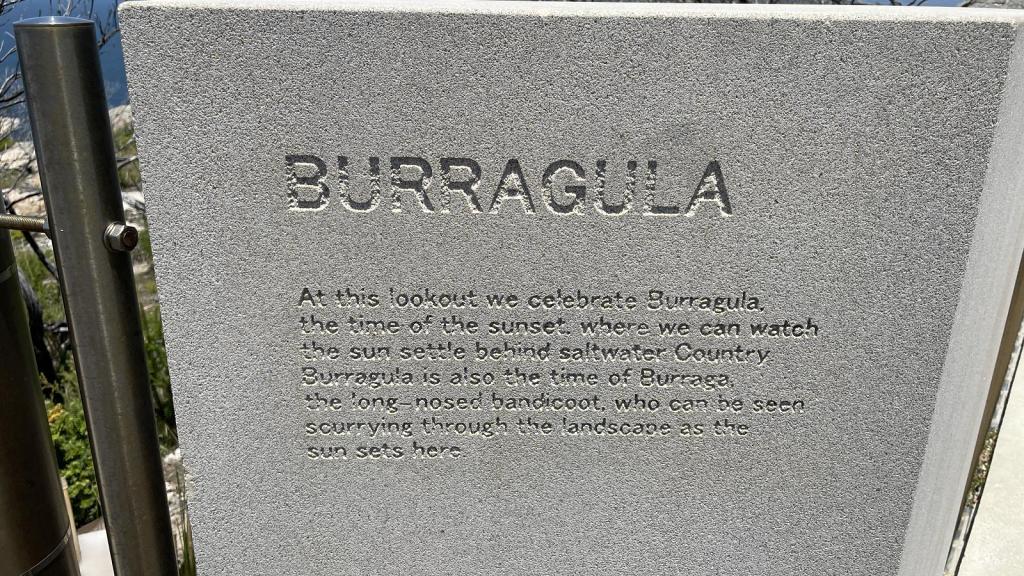 BURRAGULA
At this lookout we celebrate Burragula,
the time of the sunset, where we can watch
the sun settle behind saltwater Country.
Burragula is also the time of Burraga,
the long-nosed bandicoot, who can be seen
scurrying through the landscape as the
sun sets here.